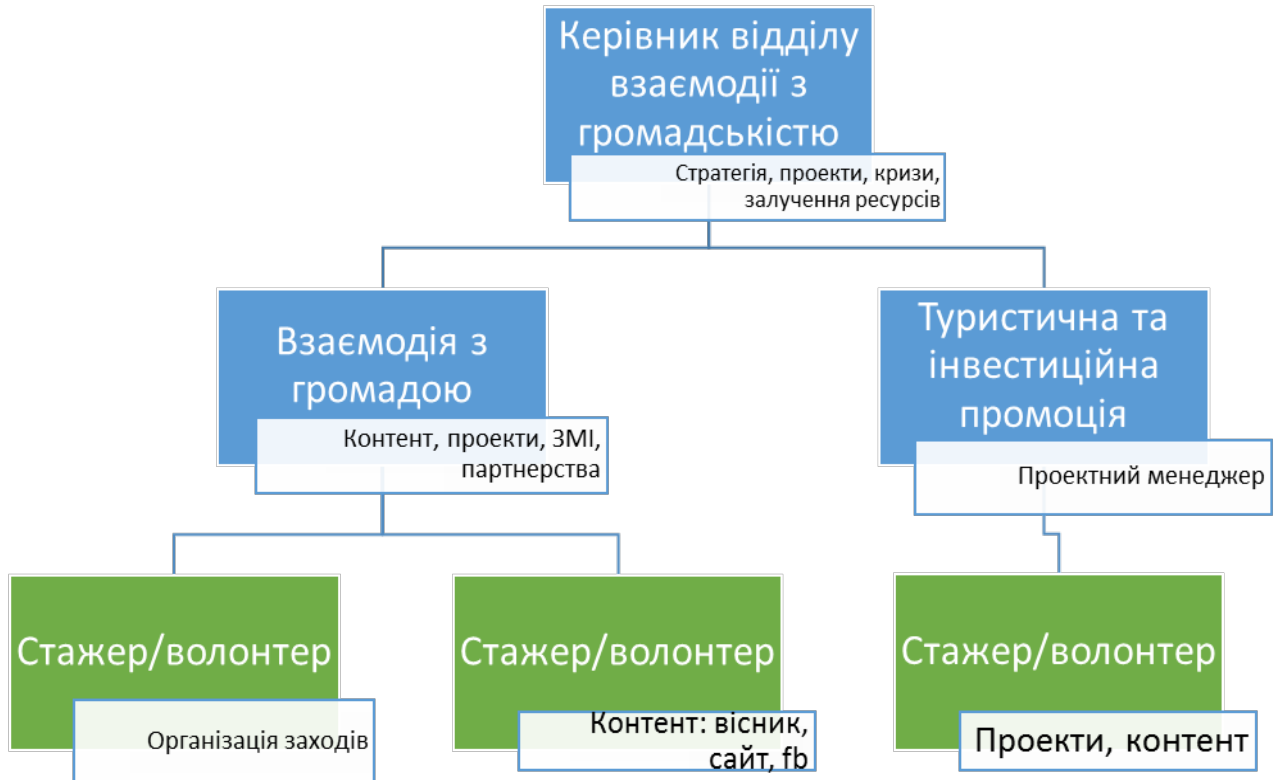 Керівник відділу
взаємодії з
громадськістю
Стратегія, проекти, кризи,
залучення ресурсів
Взаємодія з
громадою
Контент, проекти, ЗМІ,
партнерства
Туристична та
інвестиційна
промоція
Проектний менеджер
Стажер/волонтер
Організація заходів
Стажер/волонтер
Контент: вісник,
сайт, fb
Стажер/волонтер
Проекти, контент